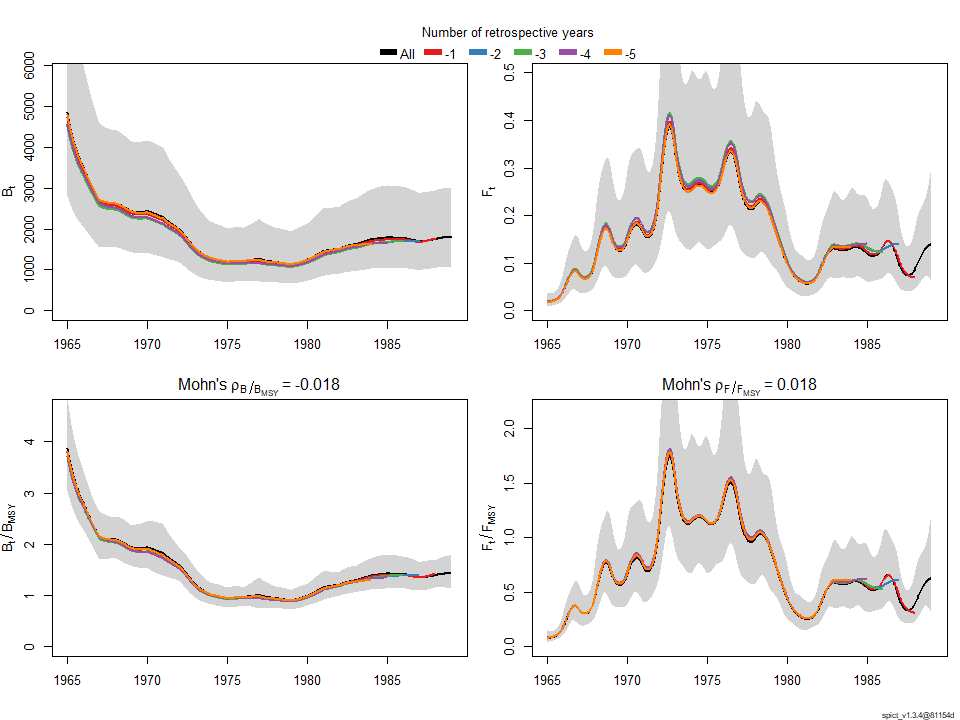 Number of retrospective years
All -1 -2 -3 -4 -5
Bt
0 1000 2000 3000 4000 5000 6000
1965 1970 1975 1980 1985
Ft
0.0 0.1 0.2 0.3 0.4 0.5
1965 1970 1975 1980 1985
Mohn's ρB/BMSY = -0.018
Bt/BMSY
0 1 2 3 4
1965 1970 1975 1980 1985
Mohn's ρF/FMSY = 0.018
Ft/FMSY
0.0 0.5 1.0 1.5 2.0
1965 1970 1975 1980 1985
spict_v1.3.4@81154d